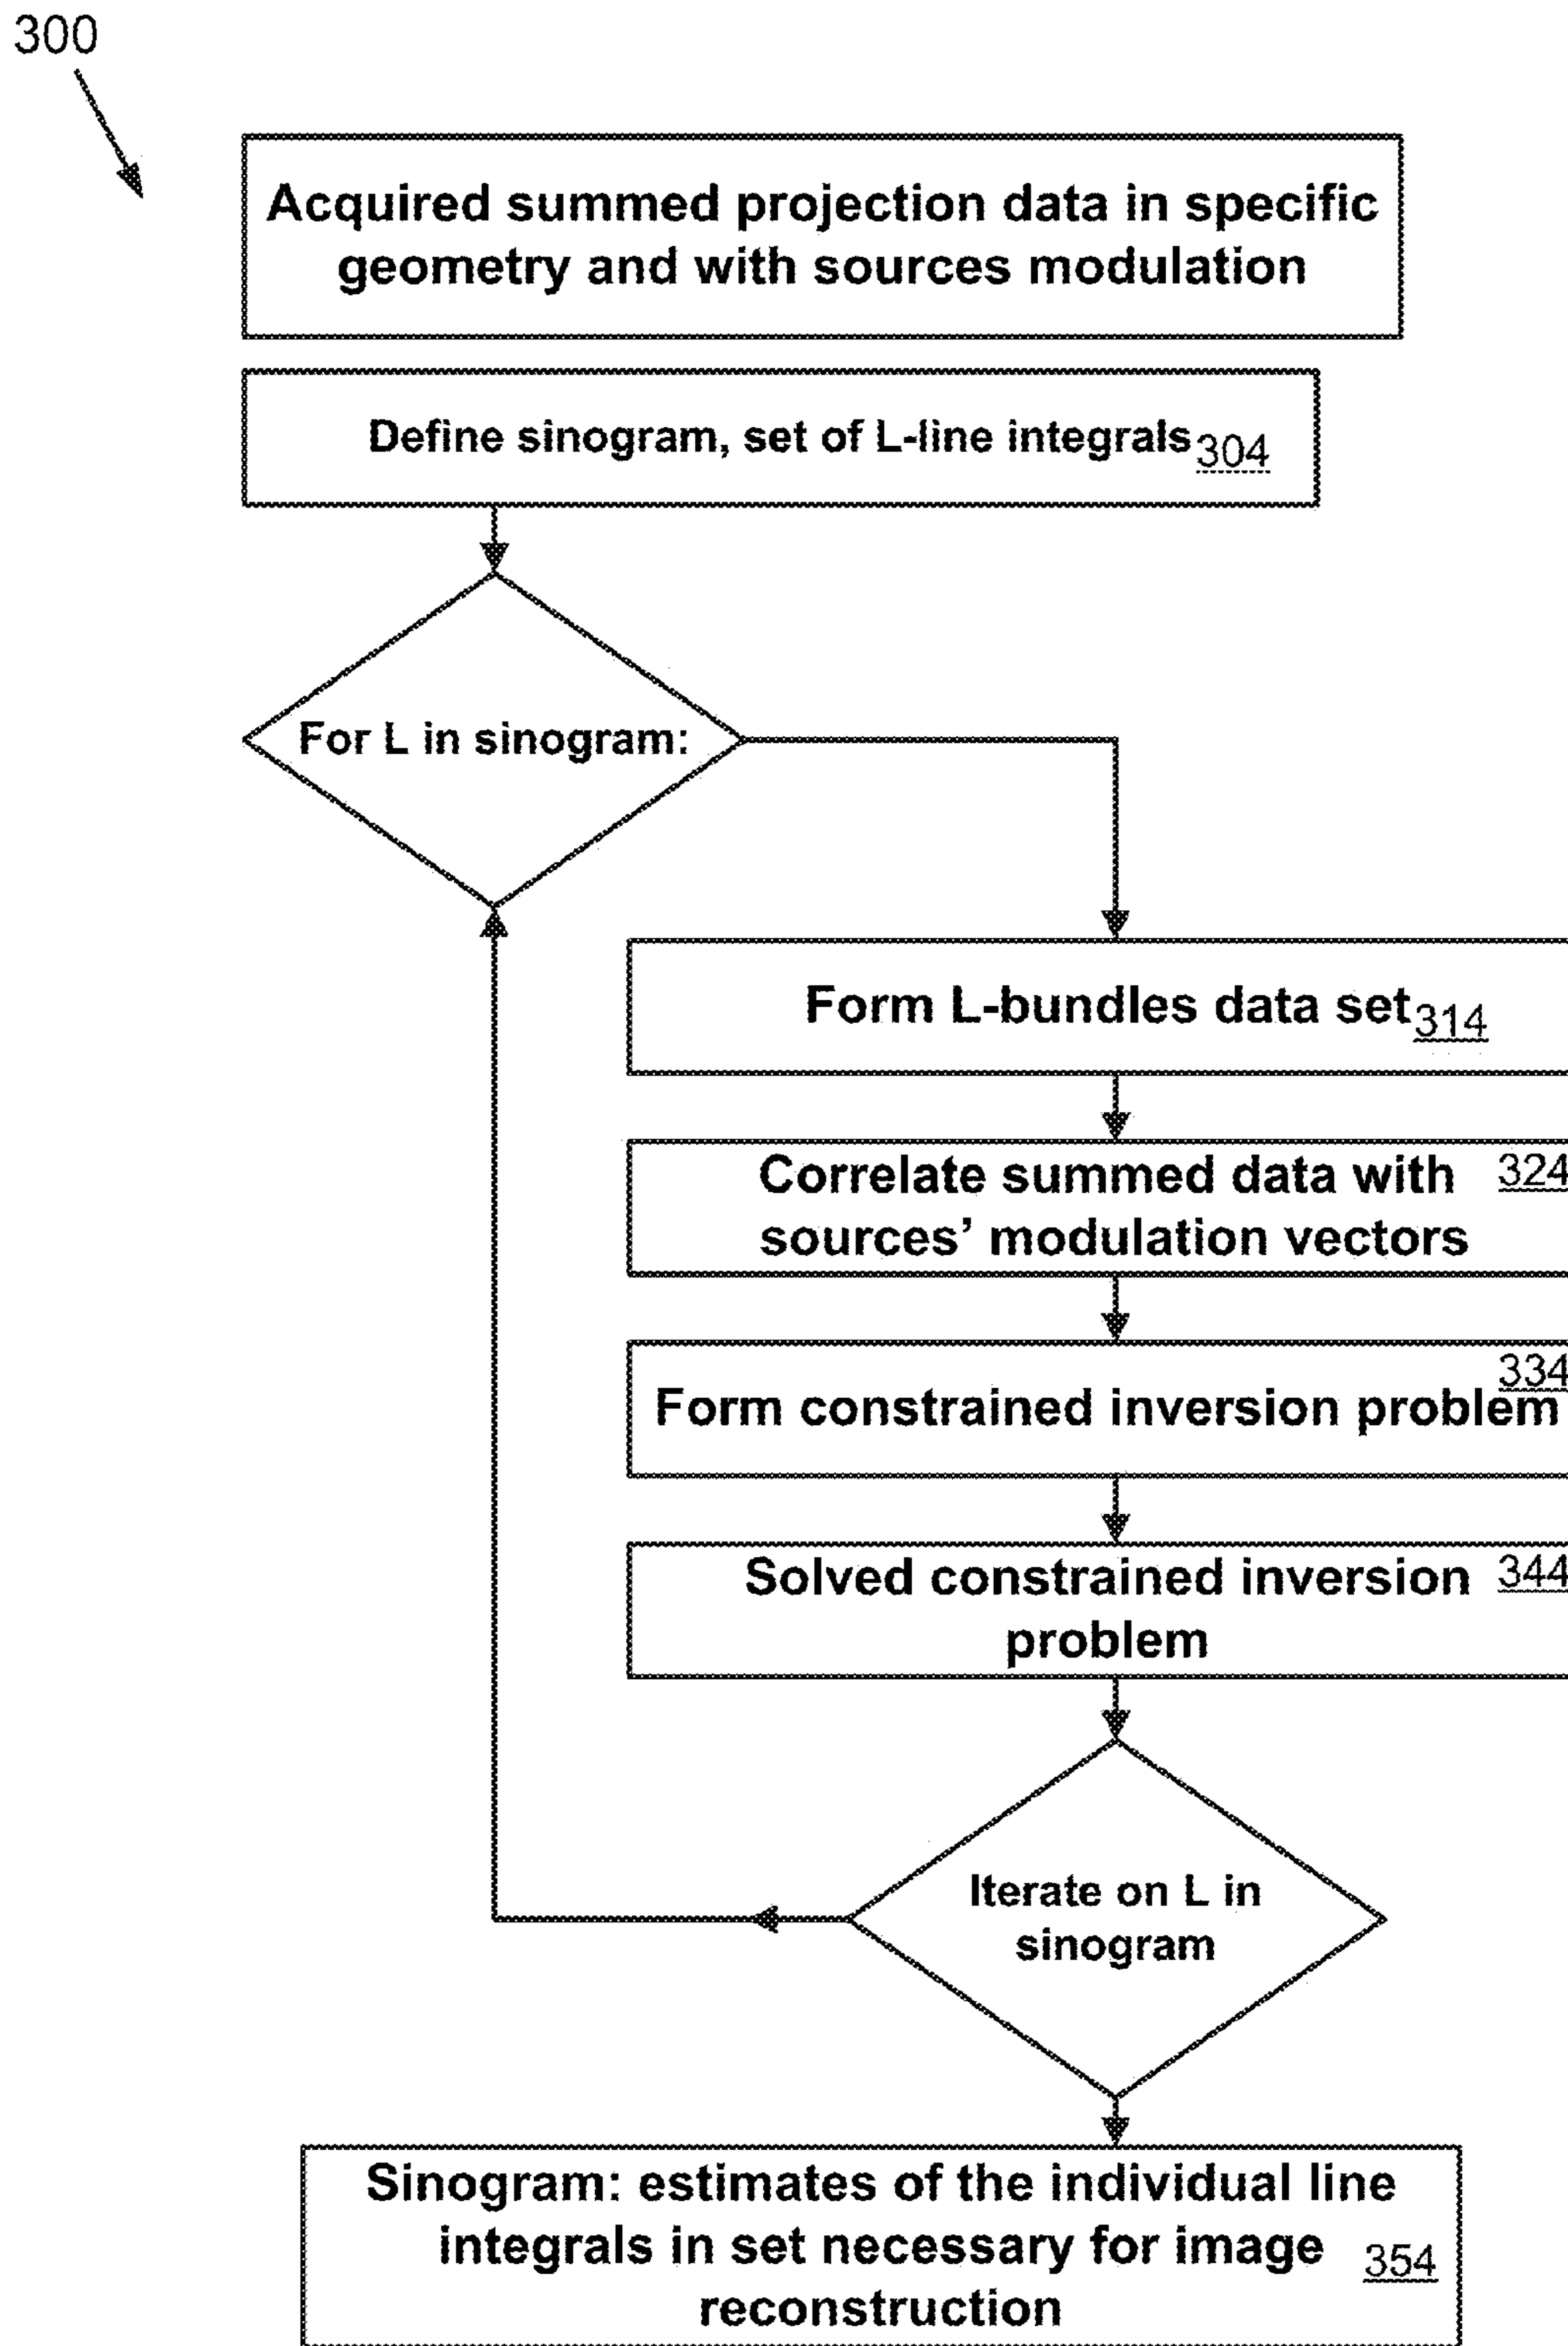 300
Acquired summed projection data in specific
geometry and with sources modulation
Define sinogram, set of L-line integrals 304
For L in sinogram:
Form L-bundles data set 314
Correlate summed data with 324
sources’ modulation vectors
334
Form constrained inversion problem
Solved constrained inversion 344
problem
Iterate on L in
sinogram
Sinogram: estimates of the individual line
integrals in set necessary for image 354
reconstruction